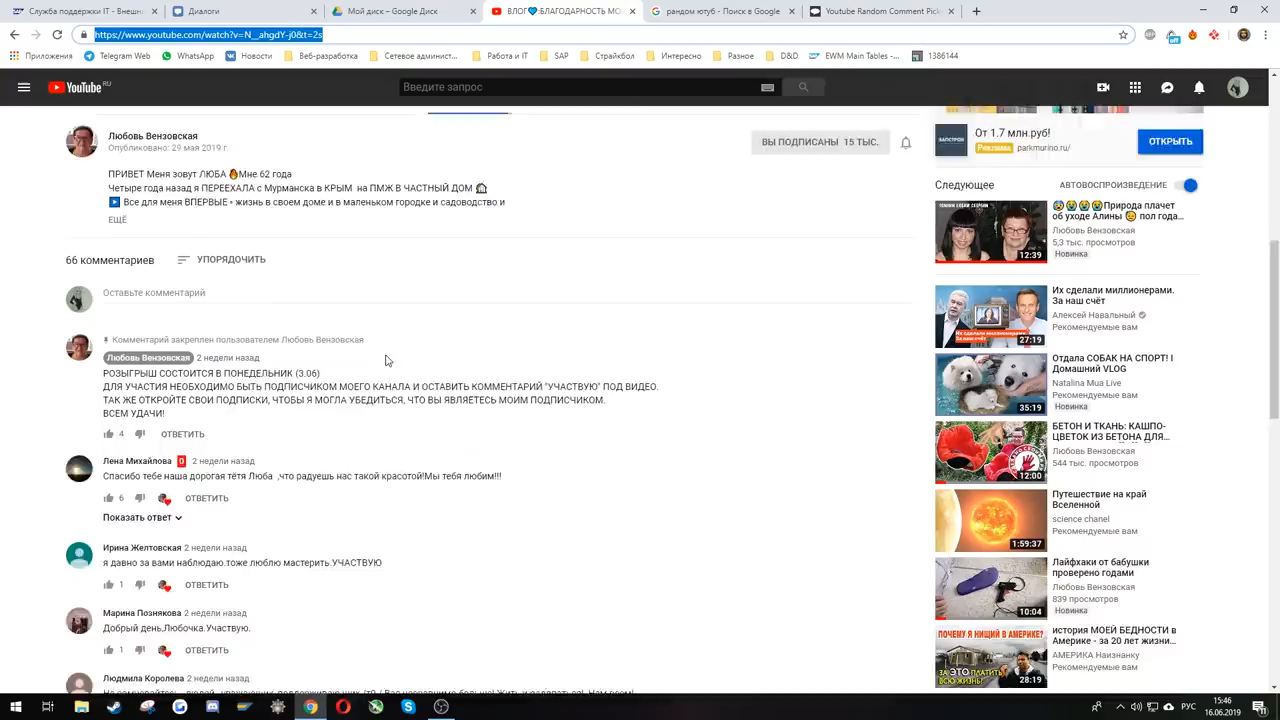 Служба поддержки IT - Внешн
Диалоги
Мой диск – Google Диск
ВЛОГ💙БЛАГОДАРНОСТЬ МО
рандом ютуб - Поиск в Google
Youtube Random Comment Pick
https://www.youtube.com/watch?v=N_ahgdY-j0&t=2s
Приложения
Telegram Web
WhatsApp
Новости
Bundestauben
Сетевое админист...
Работа и IT
SAP
Страйкбол
Интересно
Разное
D&D
EWM Main Tables -...
1386144
YouTube RU
Введите запрос
Любовь Вензовская
Опубликовано: 29 мая 2019 г.
ВЫ ПОДПИСАНЫ 15 ТЫС.
ПРИВЕТ Меня зовут ЛЮБА 🔥Мне 62 года
Четыре года назад я ПЕРЕЕХАЛА с Мурманска в КРЫМ на ПМЖ В ЧАСТНЫЙ ДОМ 🏠
▶ Все для меня ВПЕРВЫЕ ▫ жизнь в своем доме и в маленьком городке и садоводство и
ЕЩЁ
66 комментариев
УПОРЯДОЧИТЬ
Оставьте комментарий
Комментарий закреплен пользователем Любовь Вензовская
Любовь Вензовская 2 недели назад
РОЗЫГРЫШ СОСТОИТСЯ В ПОНЕДЕЛЬНИК (3.06)
ДЛЯ УЧАСТИЯ НЕОБХОДИМО БЫТЬ ПОДПИСЧИКОМ МОЕГО КАНАЛА И ОСТАВИТЬ КОММЕНТАРИЙ "УЧАСТВУЮ" ПОД ВИДЕО.
ТАК ЖЕ ОТКРОЙТЕ СВОИ ПОДПИСКИ, ЧТОБЫ Я МОГЛА УБЕДИТЬСЯ, ЧТО ВЫ ЯВЛЯЕТЕСЬ МОИМ ПОДПИСЧИКОМ.
ВСЕМ УДАЧИ!
4
ОТВЕТИТЬ
Лена Михайлова 0 2 недели назад
Спасибо тебе наша дорогая тётя Люба ,что радуешь нас такой красотой!Мы тебя любим!!!
6
ОТВЕТИТЬ
Показать ответ
Ирина Желтовская 2 недели назад
я давно за вами наблюдаю.тоже люблю мастерить.УЧАСТВУЮ
1
ОТВЕТИТЬ
Марина Познякова 2 недели назад
Добрый день,Любочка.Участвую.
1
ОТВЕТИТЬ
Людмила Королева 2 недели назад
От 1.7 млн.руб!
Реклама parkmurino.ru/
ОТКРЫТЬ
Следующее
АВТОВОСПРОИЗВЕДЕНИЕ
😰😭😭😭Природа плачет
об уходе Алины 😥 пол года...
Любовь Вензовская
5,3 тыс. просмотров
Новинка
12:39
Их сделали миллионерами.
За наш счёт
Алексей Навальный
Рекомендуемые вам
27:19
Отдала СОБАК НА СПОРТ! I
Домашний VLOG
Natalina Mua Live
Рекомендуемые вам
Новинка
35:19
БЕТОН И ТКАНЬ: КАШПО-
ЦВЕТОК ИЗ БЕТОНА ДЛЯ...
Любовь Вензовская
544 тыс. просмотров
12:00
Путешествие на край
Вселенной
science chanel
Рекомендуемые вам
1:59:37
Лайфхаки от бабушки
проверено годами
Любовь Вензовская
839 просмотров
Новинка
10:04
история МОЕЙ БЕДНОСТИ в
Америке - за 20 лет жизни...
АМЕРИКА Наизнанку
Рекомендуемые вам
ПОЧЕМУ Я НИЩИЙ В АМЕРИКЕ?
ЗА ЭТО ПЛАТИТЬ
ВСЮ ЖИЗНЬ!
28:19
РУС
15:46
16.06.2019